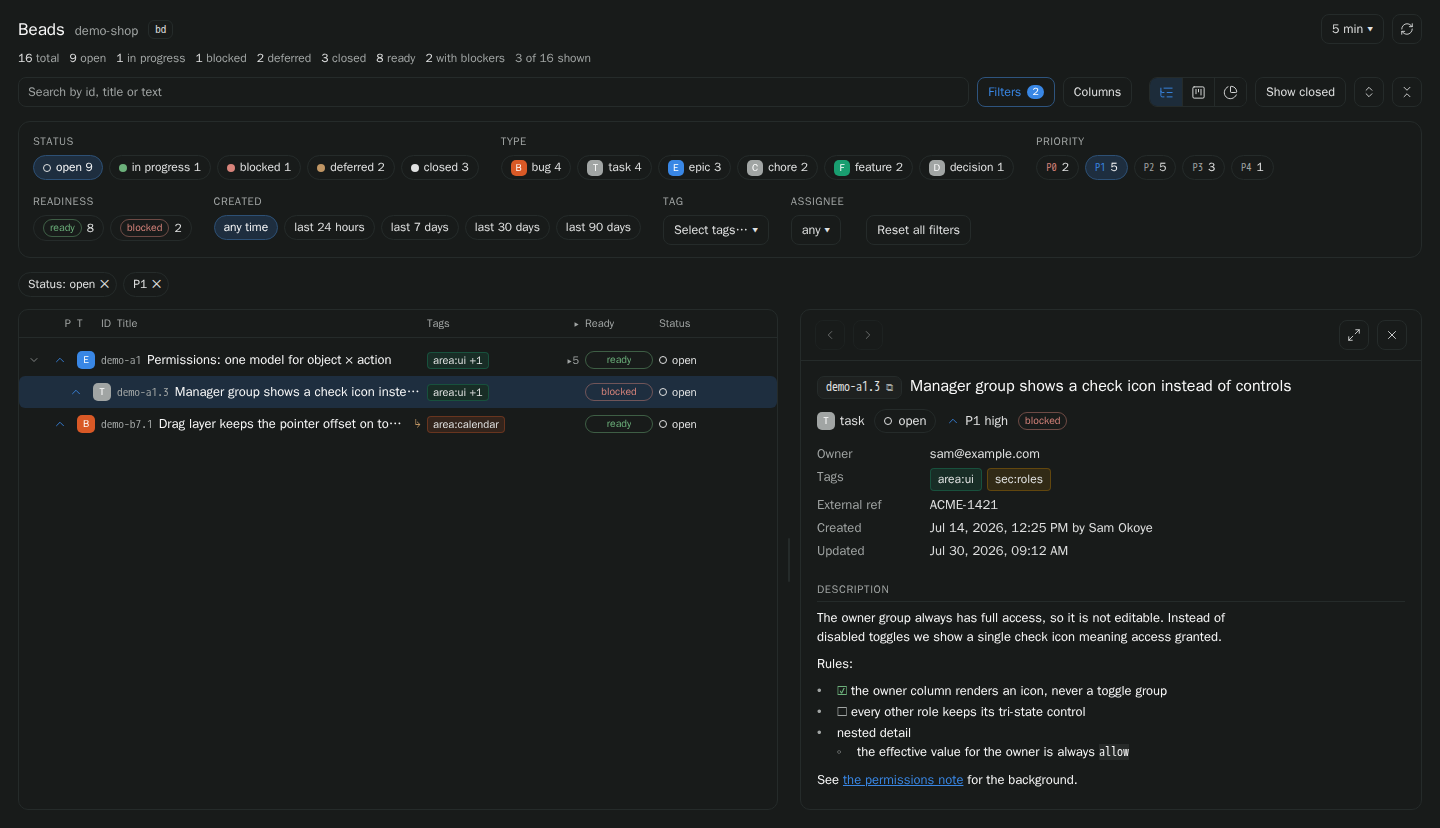 Beads demo-shop bd 5 min ▾
16 total 9 open 1 in progress 1 blocked 2 deferred 3 closed 8 ready 2 with blockers 3 of 16 shown
Search by id, title or text Filters 2 Columns Show closed
STATUS TYPE PRIORITY
open 9 in progress 1 blocked 1 deferred 2 closed 3 B bug 4 T task 4 E epic 3 C chore 2 F feature 2 D decision 1 P0 2 P1 5 P2 5 P3 3 P4 1
READINESS CREATED TAG ASSIGNEE
ready 8 blocked 2 any time last 24 hours last 7 days last 30 days last 90 days Select tags⋯ ▾ any ▾ Reset all filters
Status: open ✕ P1 ✕
P T ID Title Tags ▸ Ready Status
E demo-a1 Permissions: one model for object × action area:ui +1 ▸5 ready open
T demo-a1.3 Manager group shows a check icon inste⋯ area:ui +1 blocked open
B demo-b7.1 Drag layer keeps the pointer offset on to⋯ ↳ area:calendar ready open
demo-a1.3 ⧉ Manager group shows a check icon instead of controls
T task open P1 high blocked
Owner sam@example.com
Tags area:ui sec:roles
External ref ACME-1421
Created Jul 14, 2026, 12:25 PM by Sam Okoye
Updated Jul 30, 2026, 09:12 AM
DESCRIPTION
The owner group always has full access, so it is not editable. Instead of
disabled toggles we show a single check icon meaning access granted.
Rules:
• ☑ the owner column renders an icon, never a toggle group
• ☐ every other role keeps its tri-state control
• nested detail
◦ the effective value for the owner is always allow
See the permissions note for the background.